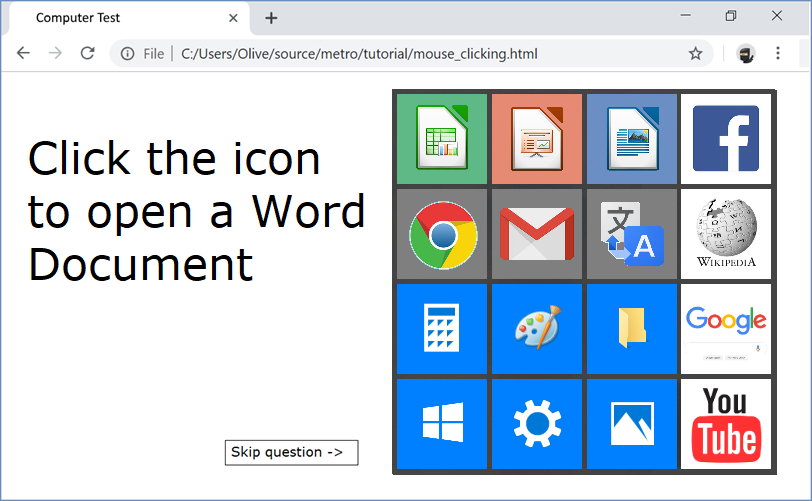 Computer Test
File | C:/Users/Olive/source/metro/tutorial/mouse_clicking.html
Click the icon
to open a Word
Document
Skip question ->
文 A
WIKIPEDIA
Google
You
Tube